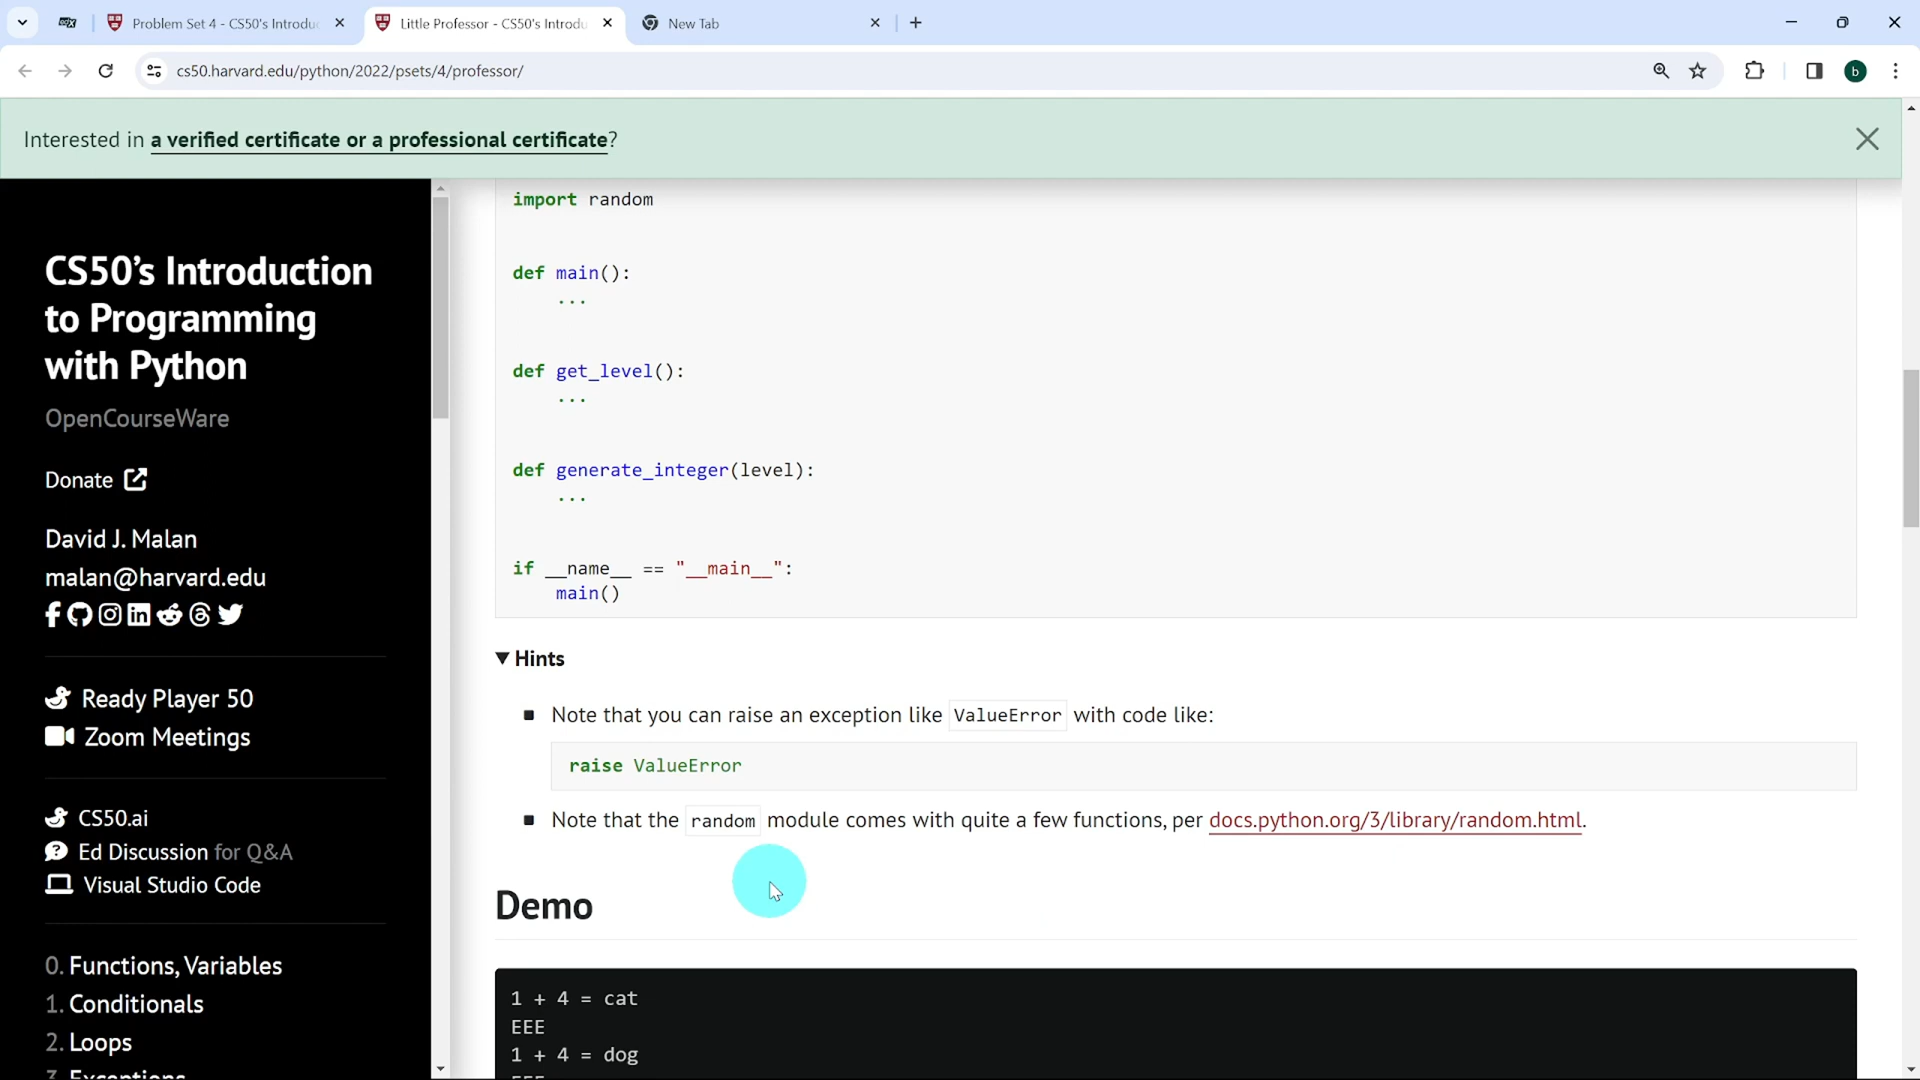 Problem Set 4 - CS50's Introduc
Little Professor - CS50's Introdu
New Tab
cs50.harvard.edu/python/2022/psets/4/professor/
b
Interested in a verified certificate or a professional certificate?
CS50's Introduction
to Programming
with Python
OpenCourseWare
Donate
David J. Malan
malan@harvard.edu
Ready Player 50
Zoom Meetings
CS50.ai
Ed Discussion for Q&A
Visual Studio Code
0. Functions, Variables
1. Conditionals
2. Loops
3. Exceptions
import random
def main():
...
def get_level():
...
def generate_integer(level):
...
if __name__ == "__main__":
main()
▼ Hints
Note that you can raise an exception like ValueError with code like:
raise ValueError
Note that the random module comes with quite a few functions, per docs.python.org/3/library/random.html.
Demo
1 + 4 = cat
EEE
1 + 4 = dog
EEE